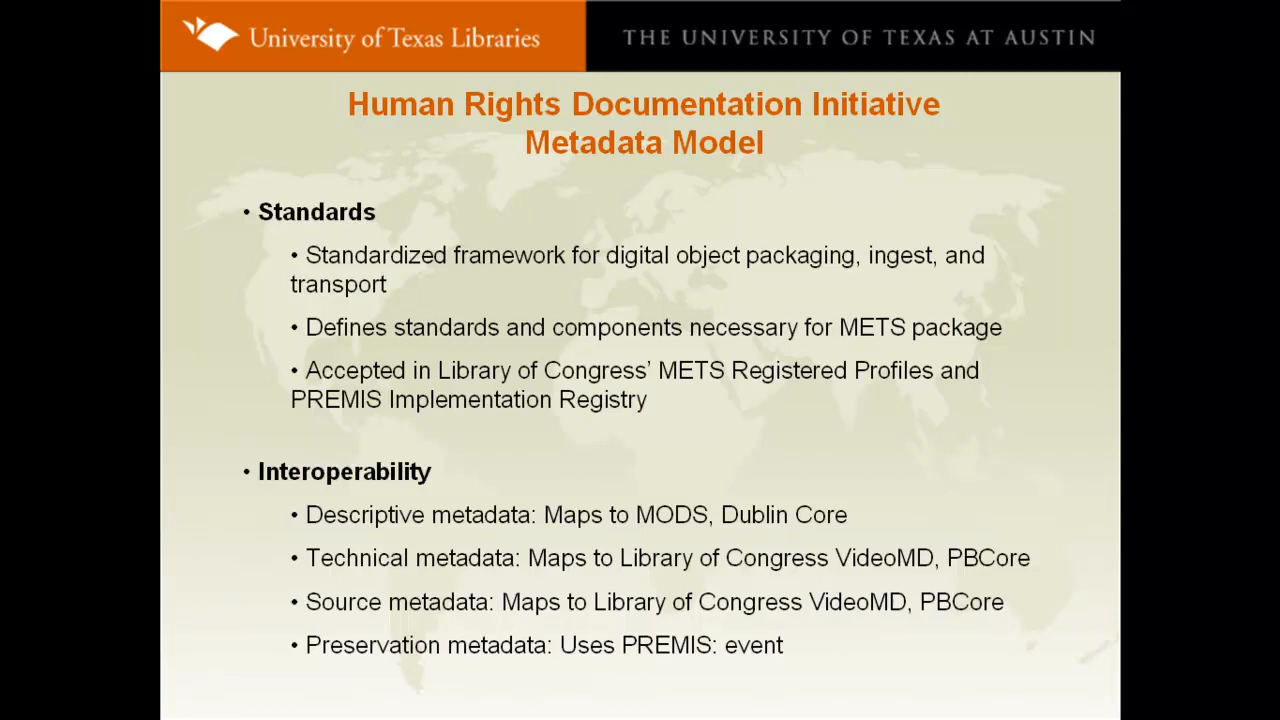 University of Texas Libraries
THE UNIVERSITY OF TEXAS AT AUSTIN
Human Rights Documentation Initiative
Metadata Model
• Standards
• Standardized framework for digital object packaging, ingest, and
transport
• Defines standards and components necessary for METS package
• Accepted in Library of Congress’ METS Registered Profiles and
PREMIS Implementation Registry
• Interoperability
• Descriptive metadata: Maps to MODS, Dublin Core
• Technical metadata: Maps to Library of Congress VideoMD, PBCore
• Source metadata: Maps to Library of Congress VideoMD, PBCore
• Preservation metadata: Uses PREMIS: event